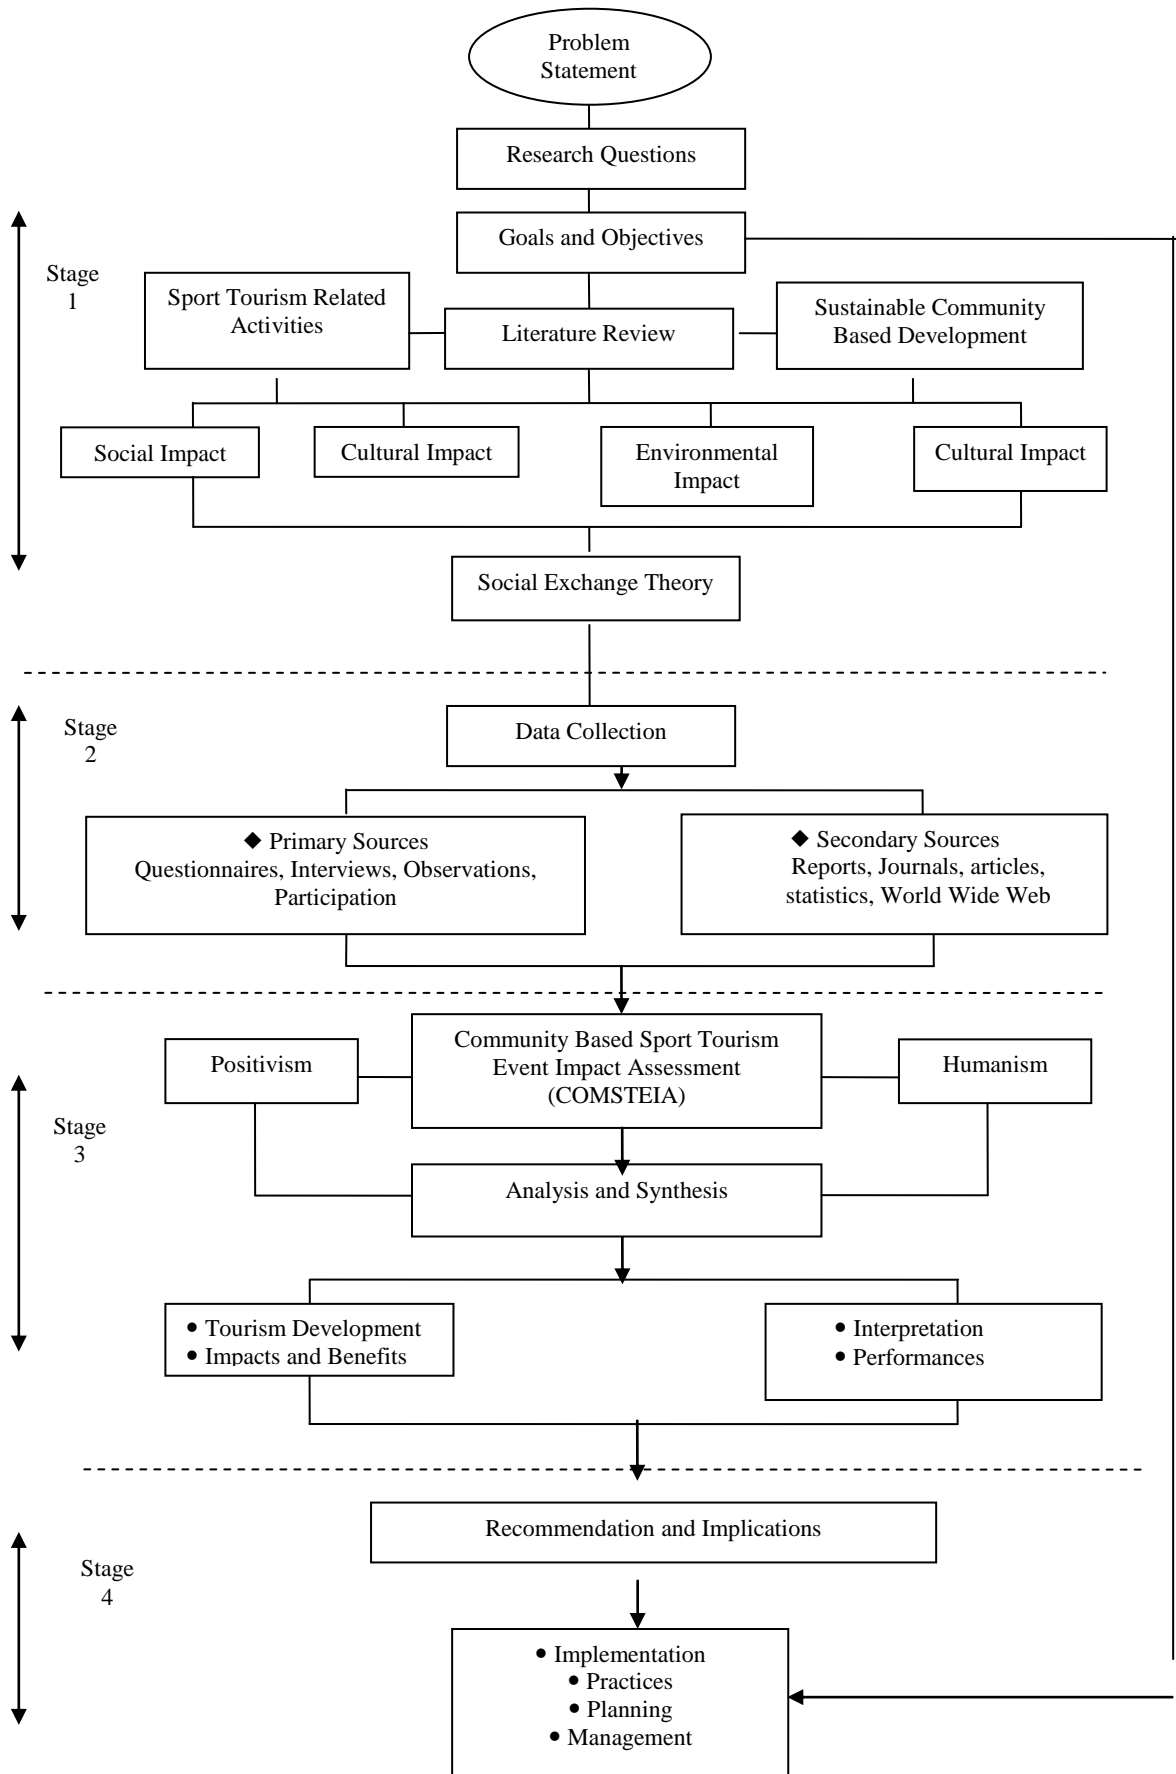 Problem
Statement
Research Questions
Goals and Objectives
Stage
1
Sport Tourism Related
Activities
Literature Review
Sustainable Community
Based Development
Social Impact
Cultural Impact
Environmental
Impact
Cultural Impact
Social Exchange Theory
Stage
2
Data Collection
◆ Primary Sources
Questionnaires, Interviews, Observations,
Participation
◆ Secondary Sources
Reports, Journals, articles,
statistics, World Wide Web
Stage
3
Positivism
Community Based Sport Tourism
Event Impact Assessment
(COMSTEIA)
Humanism
Analysis and Synthesis
• Tourism Development
• Impacts and Benefits
• Interpretation
• Performances
Stage
4
Recommendation and Implications
• Implementation
• Practices
• Planning
• Management